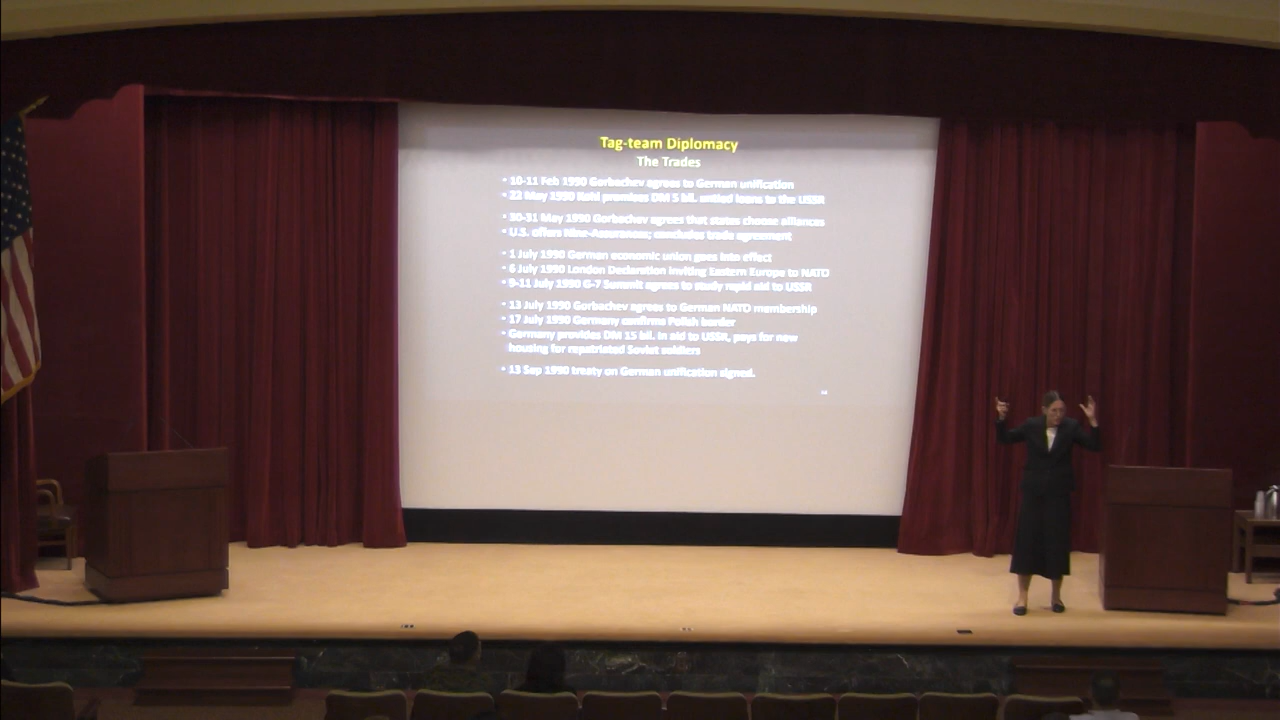 Tag-team Diplomacy
The Trades
• 10-11 Feb 1990 Gorbachev agrees to German unification
• 22 May 1990 Kohl promises DM 5 bil. untied loans to the USSR
• 30-31 May 1990 Gorbachev agrees that states choose alliances
• U.S. offers Nine-Assurances; concludes trade agreement
• 1 July 1990 German economic union goes into effect
• 6 July 1990 London Declaration inviting Eastern Europe to NATO
• 9-11 July 1990 G-7 Summit agrees to study rapid aid to USSR
• 13 July 1990 Gorbachev agrees to German NATO membership
• 17 July 1990 Germany confirms Polish border
• Germany provides DM 15 bil. in aid to USSR, pays for new
housing for repatriated Soviet soldiers
• 13 Sep 1990 treaty on German unification signed.